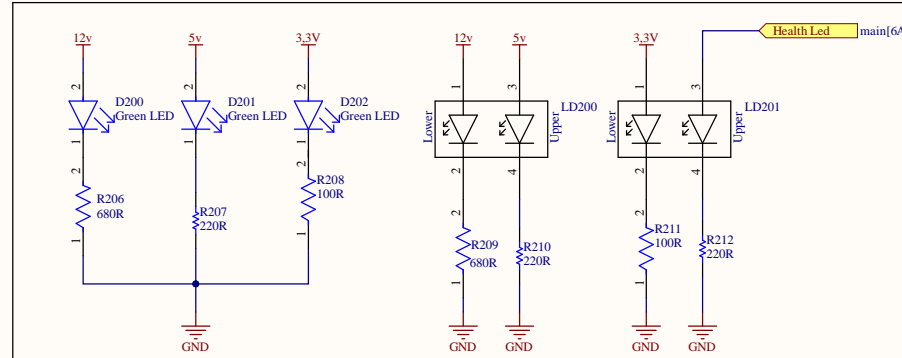 12v
5v
3,3V
12v
5v
3,3V
Health Led
main[6A
2
2
2
1
3
1
3
D200
Green LED
D201
Green LED
D202
Green LED
LD200
LD201
Lower
Upper
Lower
Upper
1
1
1
2
4
2
4
2
2
2
2
R206
680R
R207
220R
R208
100R
R209
680R
R210
220R
R211
100R
R212
220R
1
1
1
1
GND
GND
GND
GND
GND